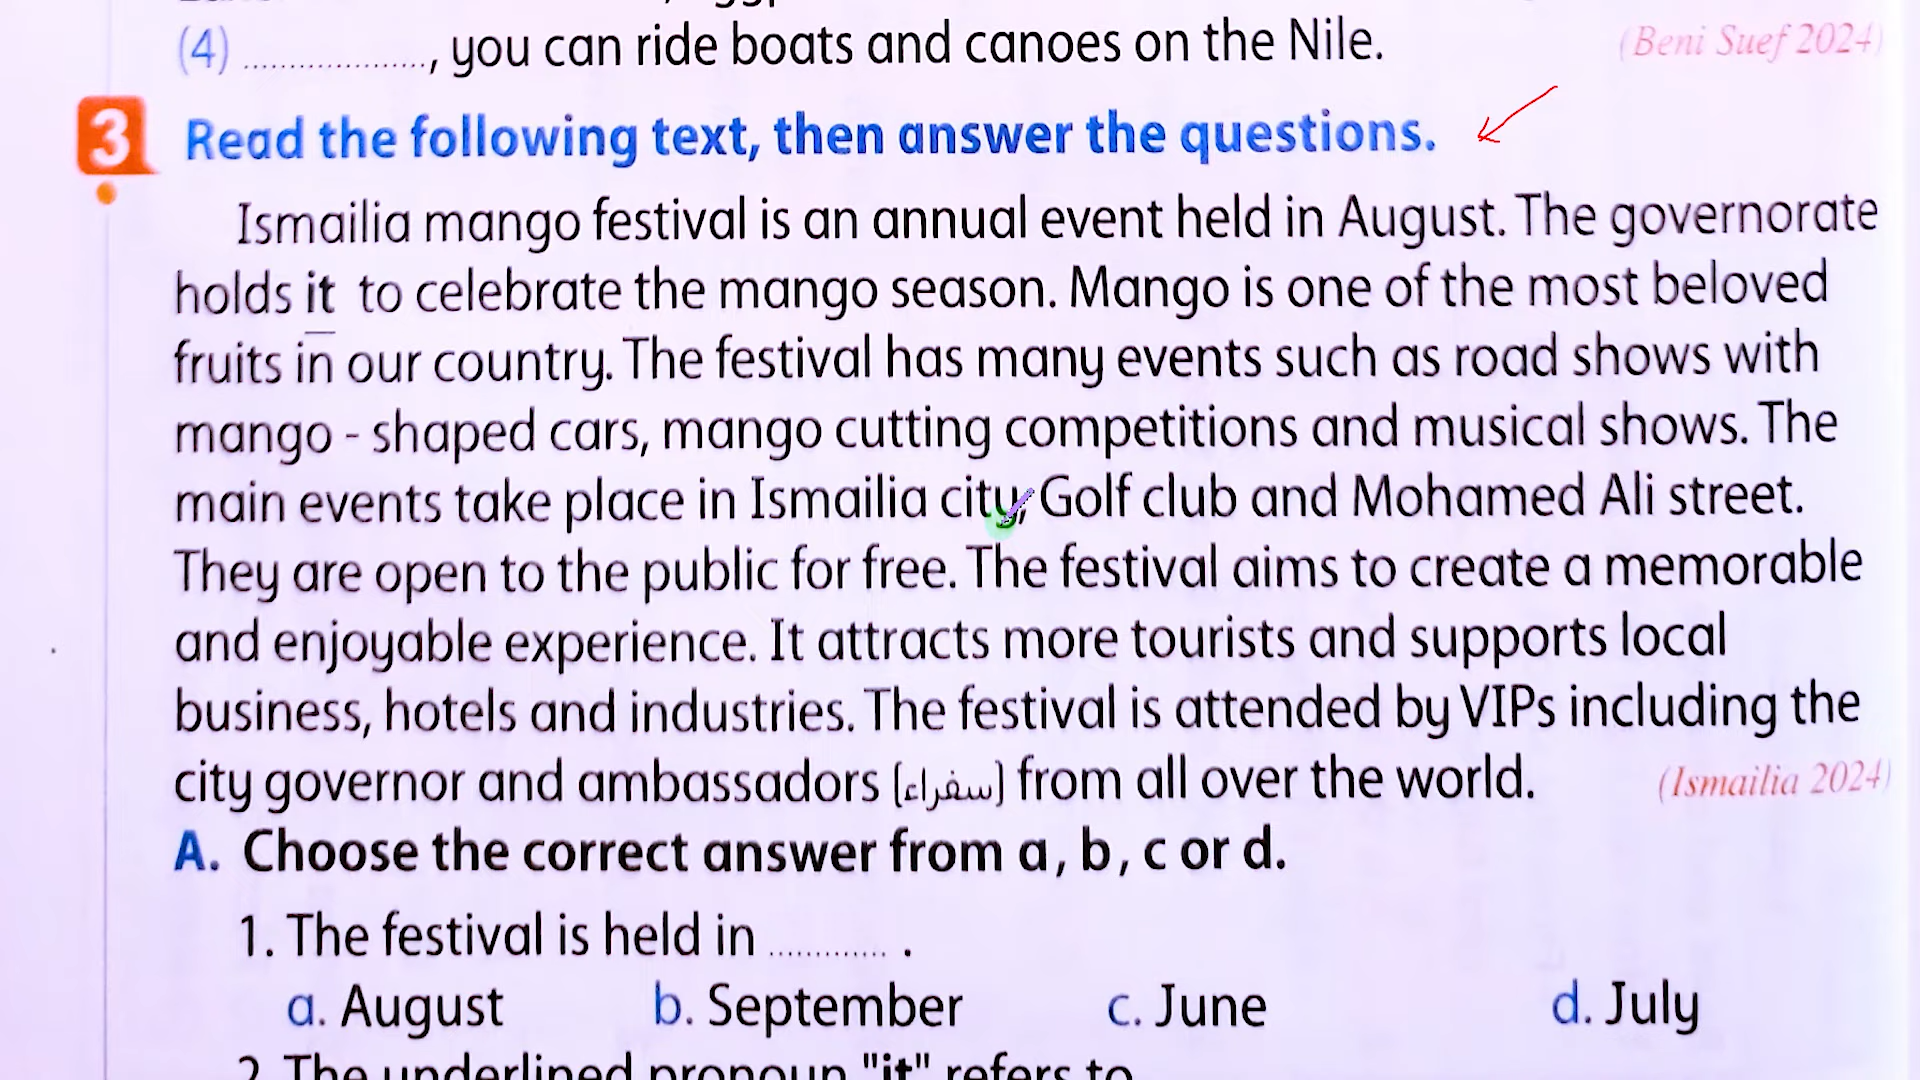 (4) ...................., you can ride boats and canoes on the Nile. (Beni Suef 2024)
3 Read the following text, then answer the questions.
Ismailia mango festival is an annual event held in August. The governorate
holds it to celebrate the mango season. Mango is one of the most beloved
fruits in our country. The festival has many events such as road shows with
mango - shaped cars, mango cutting competitions and musical shows. The
main events take place in Ismailia city, Golf club and Mohamed Ali street.
They are open to the public for free. The festival aims to create a memorable
and enjoyable experience. It attracts more tourists and supports local
business, hotels and industries. The festival is attended by VIPs including the
city governor and ambassadors (سفراء) from all over the world. (Ismailia 2024)
A. Choose the correct answer from a, b, c or d.
1. The festival is held in ............. .
a. August b. September c. June d. July
2. The underlined pronoun "it" refers to